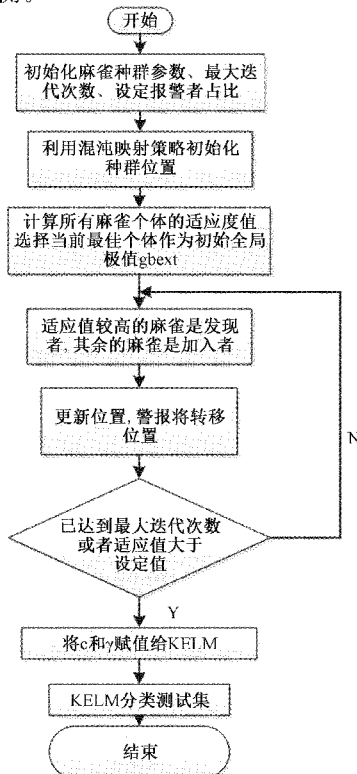 开始
初始化麻雀种群参数、最大迭
代次数、设定报警者占比
利用混沌映射策略初始化
种群位置
计算所有麻雀个体的适应度值
选择当前最佳个体作为初始全局
极值gbext
适应值较高的麻雀是发现
者,其余的麻雀是加入者
更新位置,警报将转移
位置
N
已达到最大迭代次数
或者适应值大于
设定值
Y
将c和γ赋值给KELM
KELM分类测试集
结束